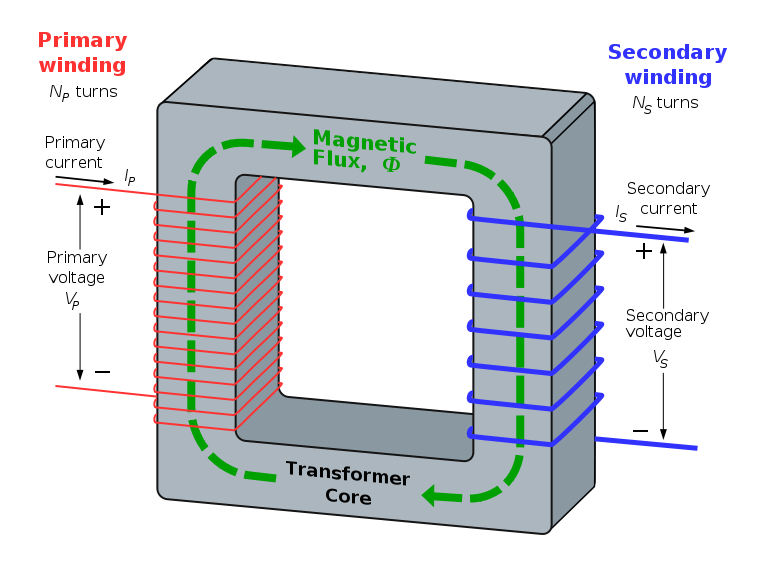 Primary
winding
N_P turns
Primary
current
I_P
+
Primary
voltage
V_P
−
Magnetic
Flux, Φ
Transformer
Core
Secondary
winding
N_S turns
Secondary
current
I_S
+
Secondary
voltage
V_S
−